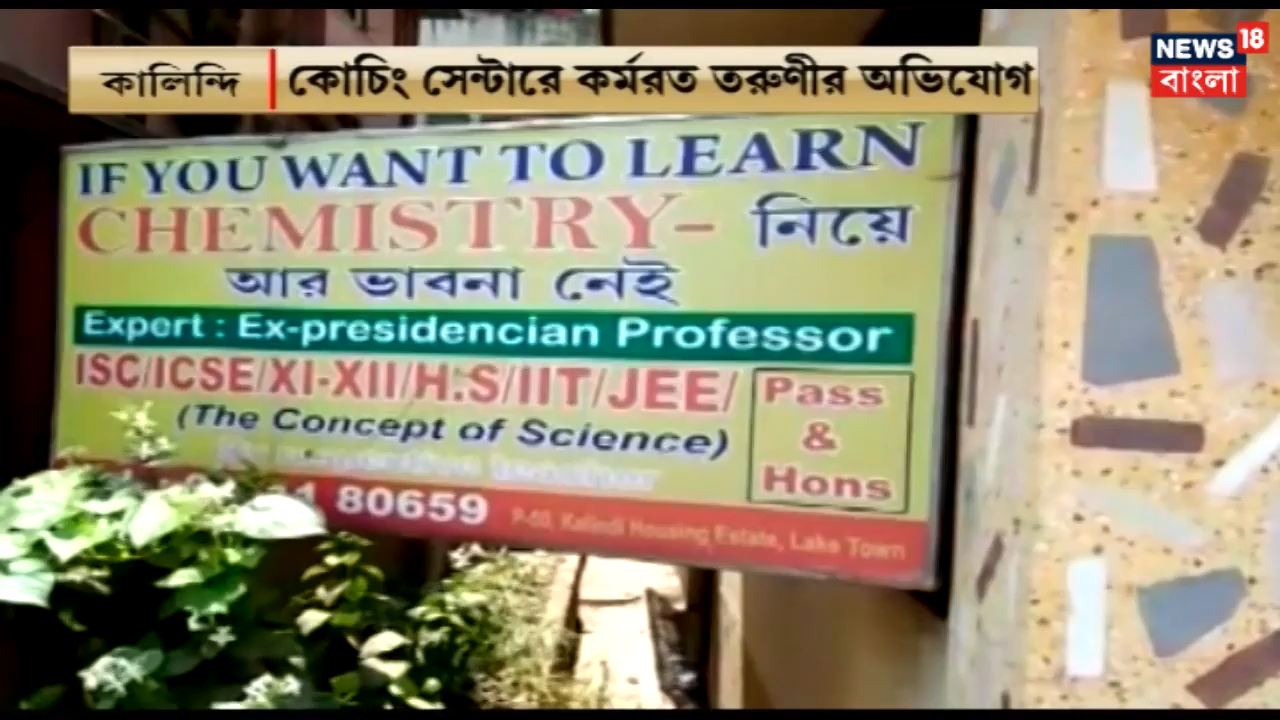 কালিন্দি
কোচিং সেন্টারে কর্মরত তরুণীর অভিযোগ
NEWS 18
বাংলা
IF YOU WANT TO LEARN
CHEMISTRY- নিয়ে
আর ভাবনা নেই
Expert : Ex-presidencian Professor
ISC/ICSE/XI-XII/H.S/IIT/JEE/
(The Concept of Science)
Pass
&
Hons
80659
Kalindi Housing Estate, Lake Town